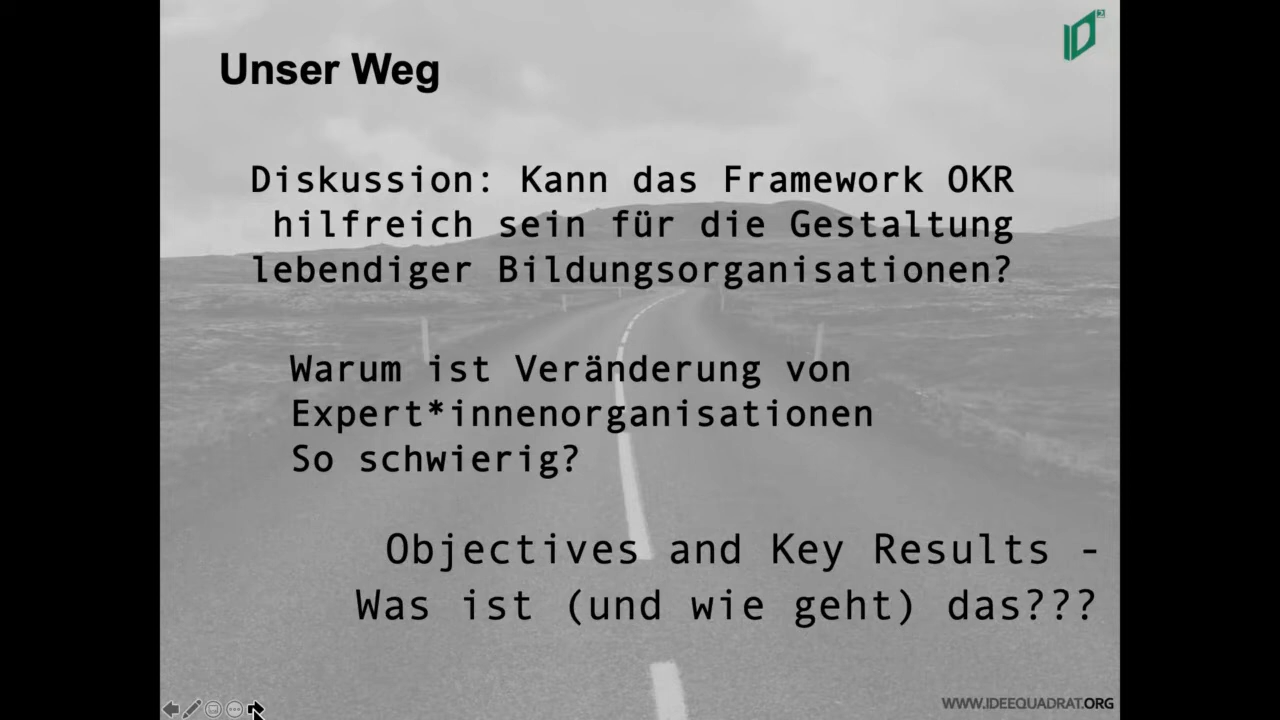 Unser Weg
Diskussion: Kann das Framework OKR
hilfreich sein für die Gestaltung
lebendiger Bildungsorganisationen?
Warum ist Veränderung von
Expert*innenorganisationen
So schwierig?
Objectives and Key Results -
Was ist (und wie geht) das???
WWW.IDEEQUADRAT.ORG